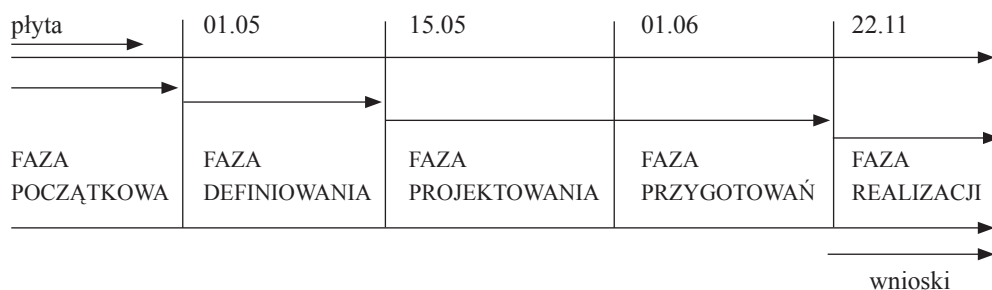 płyta 01.05 15.05 01.06 22.11
FAZA FAZA FAZA FAZA FAZA
POCZĄTKOWA DEFINIOWANIA PROJEKTOWANIA PRZYGOTOWAŃ REALIZACJI
wnioski